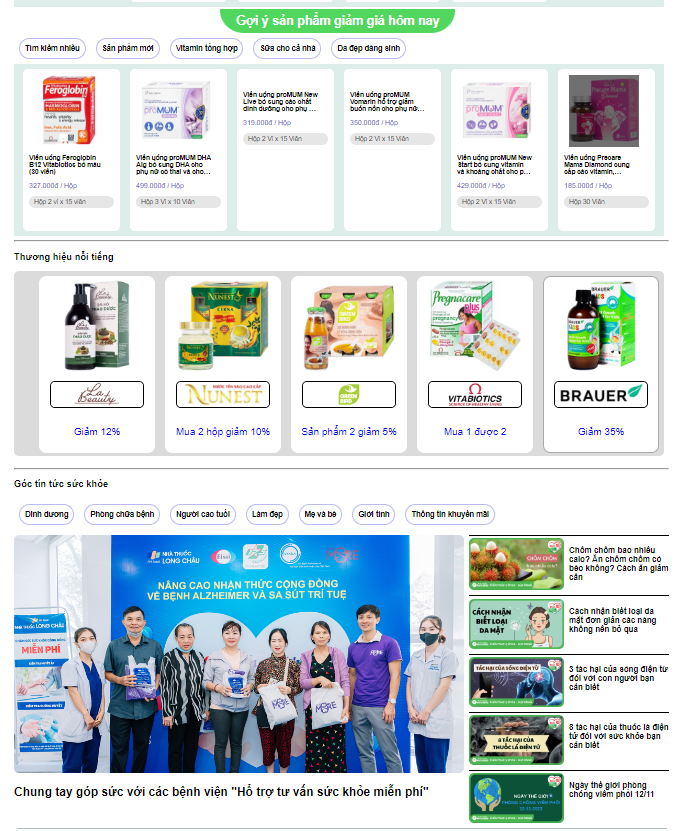 Gợi ý sản phẩm giảm giá hôm nay
Tìm kiếm nhiều
Sản phẩm mới
Vitamin tổng hợp
Sữa cho cả nhà
Da đẹp dáng sinh
Feroglobin
Viên uống Feroglobin
B12 Vitabiotics bổ máu
(30 viên)
327.000đ / Hộp
Hộp 2 vỉ x 15 Viên
proMUM
Viên uống proMUM DHA
Alg bổ sung DHA cho
phụ nữ có thai và cho...
499.000đ / Hộp
Hộp 3 Vỉ x 10 Viên
Viên uống proMUM New
Live bổ sung các chất
dinh dưỡng cho phụ ...
319.000đ / Hộp
Hộp 2 Vỉ x 15 Viên
Viên uống proMUM
Vomarin hỗ trợ giảm
buồn nôn cho phụ nữ...
350.000đ / Hộp
Hộp 2 Vỉ x 15 Viên
proMUM
Viên uống proMUM New
Start bổ sung vitamin
và khoáng chất cho p...
429.000đ / Hộp
Hộp 2 Vỉ x 15 Viên
Precare Mama
Viên uống Precare
Mama Diamond cung
cấp các vitamin,...
185.000đ / Hộp
Hộp 30 Viên
Thương hiệu nổi tiếng
La Beauty
THẢO DƯỢC
La
Beauty
Giảm 12%
NUNEST
NUNEST
Mua 2 hộp giảm 10%
GREEN
BIRD
Sản phẩm 2 giảm 5%
Pregnacare
plus
VITABIOTICS
SCIENCE OF HEALTHY LIVING
Mua 1 được 2
BRAUER
KIDS
BRAUER
Giảm 35%
Góc tin tức sức khỏe
Dinh dưỡng
Phòng chữa bệnh
Người cao tuổi
Làm đẹp
Mẹ và bé
Giới tính
Thông tin khuyến mãi
NHÀ THUỐC
LONG CHÂU
Eisai
NÂNG CAO NHẬN THỨC CỘNG ĐỒNG
VỀ BỆNH ALZHEIMER VÀ SA SÚT TRÍ TUỆ
NHÀ THUỐC LONG CHÂU
MIỄN PHÍ
Chung tay góp sức với các bệnh viện "Hỗ trợ tư vấn sức khỏe miễn phí"
CHÔM CHÔM
Chôm chôm bao nhiêu
calo? Ăn chôm chôm có
béo không? Cách ăn giảm
cân
CÁCH NHẬN
BIẾT LOẠI
DA MẶT
Cách nhận biết loại da
mặt đơn giản các nàng
không nên bỏ qua
TÁC HẠI CỦA SÓNG ĐIỆN TỪ
3 tác hại của sóng điện từ
đối với con người bạn
cần biết
8 TÁC HẠI CỦA
THUỐC LÁ ĐIỆN TỬ
8 tác hại của thuốc lá điện
tử đối với sức khỏe bạn
cần biết
NGÀY THẾ GIỚI
PHÒNG CHỐNG VIÊM PHỔI
Ngày thế giới phòng
chống viêm phổi 12/11